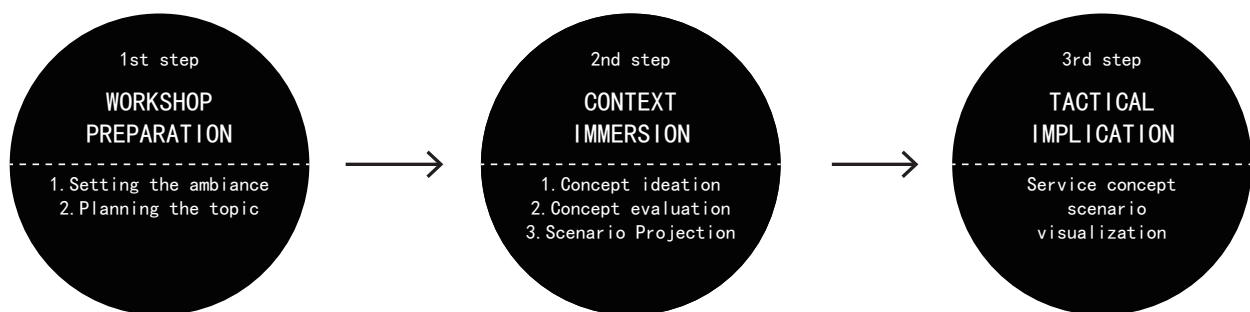 1st step
WORKSHOP
PREPARATION
1.Setting the ambiance
2.Planning the topic
2nd step
CONTEXT
IMMERSION
1.Concept ideation
2.Concept evaluation
3.Scenario Projection
3rd step
TACTICAL
IMPLICATION
Service concept
scenario
visualization